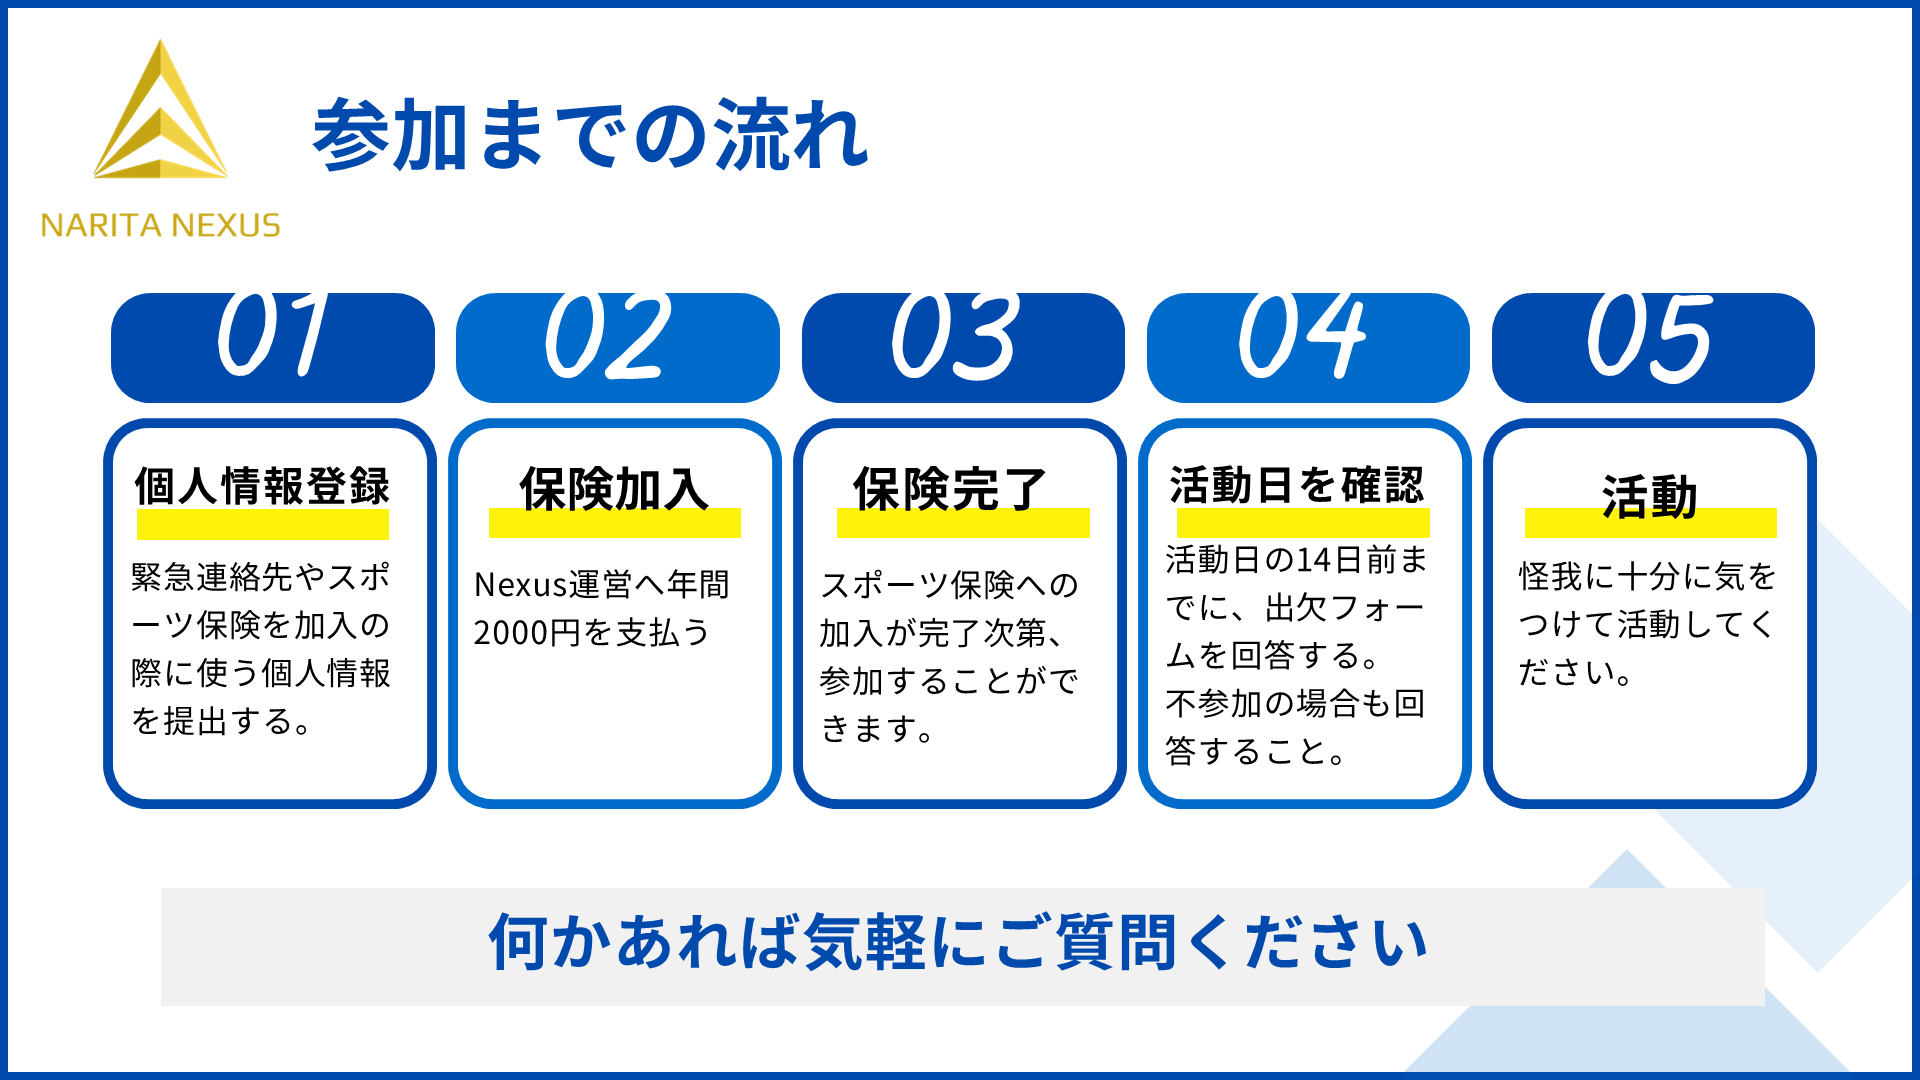 NARITA NEXUS
参加までの流れ
01
個人情報登録
緊急連絡先やスポ
ーツ保険を加入の
際に使う個人情報
を提出する。
02
保険加入
Nexus運営へ年間
2000円を支払う
03
保険完了
スポーツ保険への
加入が完了次第、
参加することがで
きます。
04
活動日を確認
活動日の14日前ま
でに、出欠フォー
ムを回答する。
不参加の場合も回
答すること。
05
活動
怪我に十分に気を
つけて活動してく
ださい。
何かあれば気軽にご質問ください